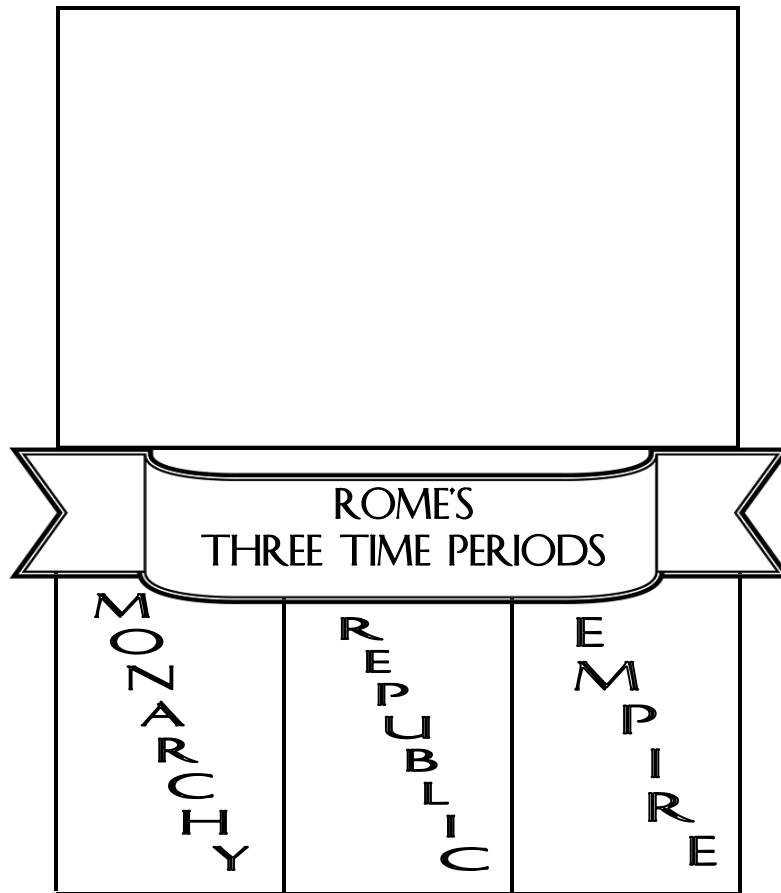 ROME'S
THREE TIME PERIODS
MONARCHY
REPUBLIC
EMPIRE